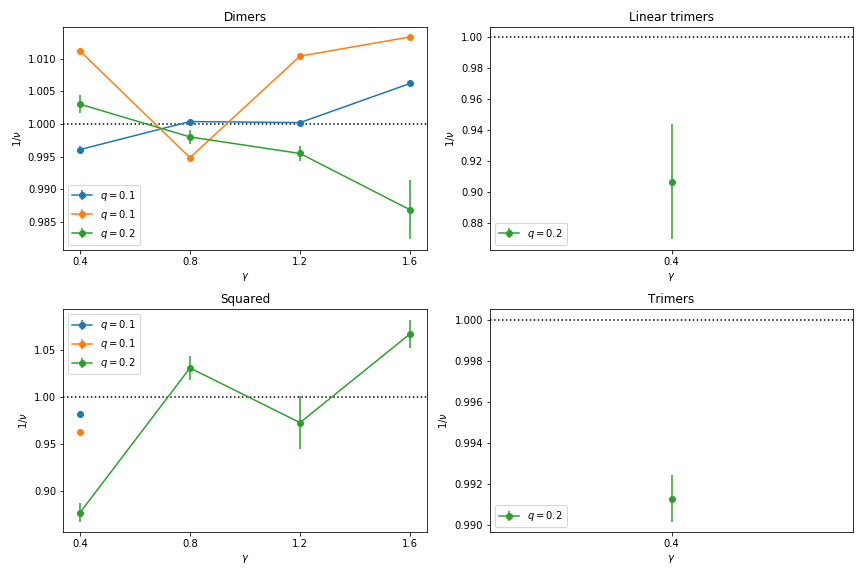 Dimers
1.010
1.005
1.000
0.995
0.990
0.985
1/ν
q = 0.1
q = 0.1
q = 0.2
0.4 0.8 1.2 1.6
γ
Linear trimers
1.00
0.98
0.96
0.94
0.92
0.90
0.88
1/ν
q = 0.2
0.4
γ
Squared
q = 0.1
q = 0.1
q = 0.2
1.05
1.00
0.95
0.90
1/ν
0.4 0.8 1.2 1.6
γ
Trimers
1.000
0.998
0.996
0.994
0.992
0.990
1/ν
q = 0.2
0.4
γ